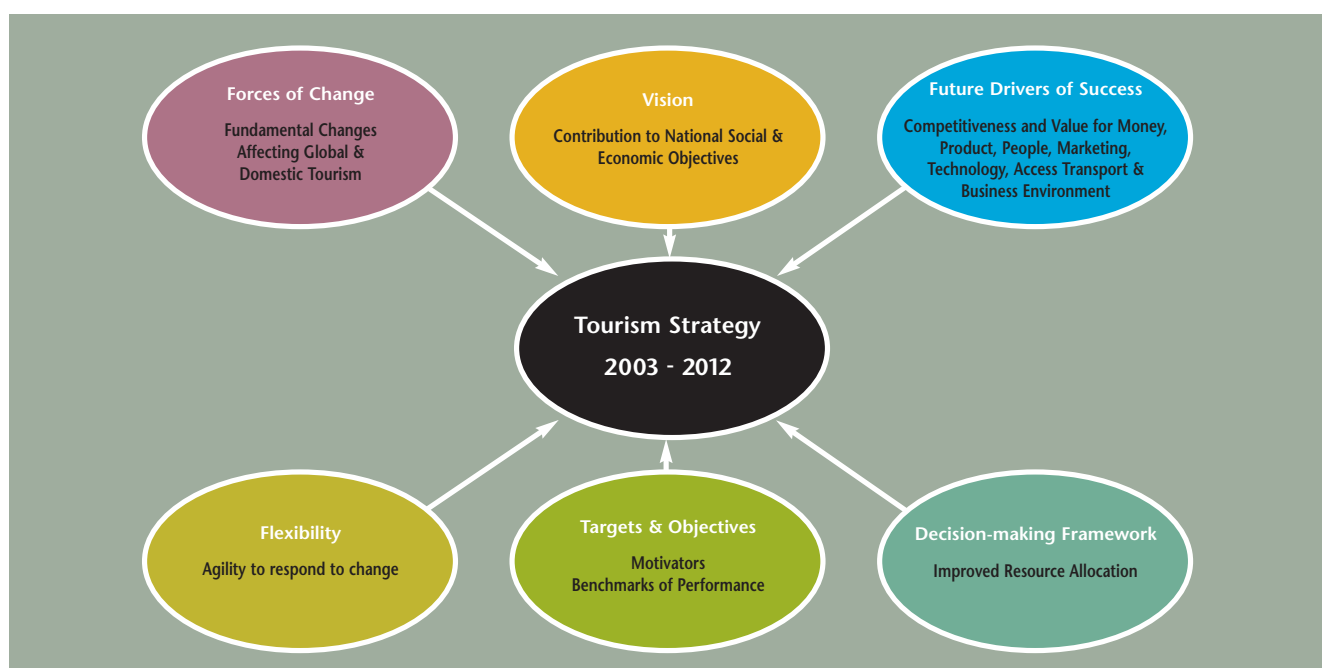 Forces of Change
Fundamental Changes
Affecting Global &
Domestic Tourism
Vision
Contribution to National Social &
Economic Objectives
Future Drivers of Success
Competitiveness and Value for Money,
Product, People, Marketing,
Technology, Access Transport &
Business Environment
Tourism Strategy
2003 - 2012
Flexibility
Agility to respond to change
Targets & Objectives
Motivators
Benchmarks of Performance
Decision-making Framework
Improved Resource Allocation